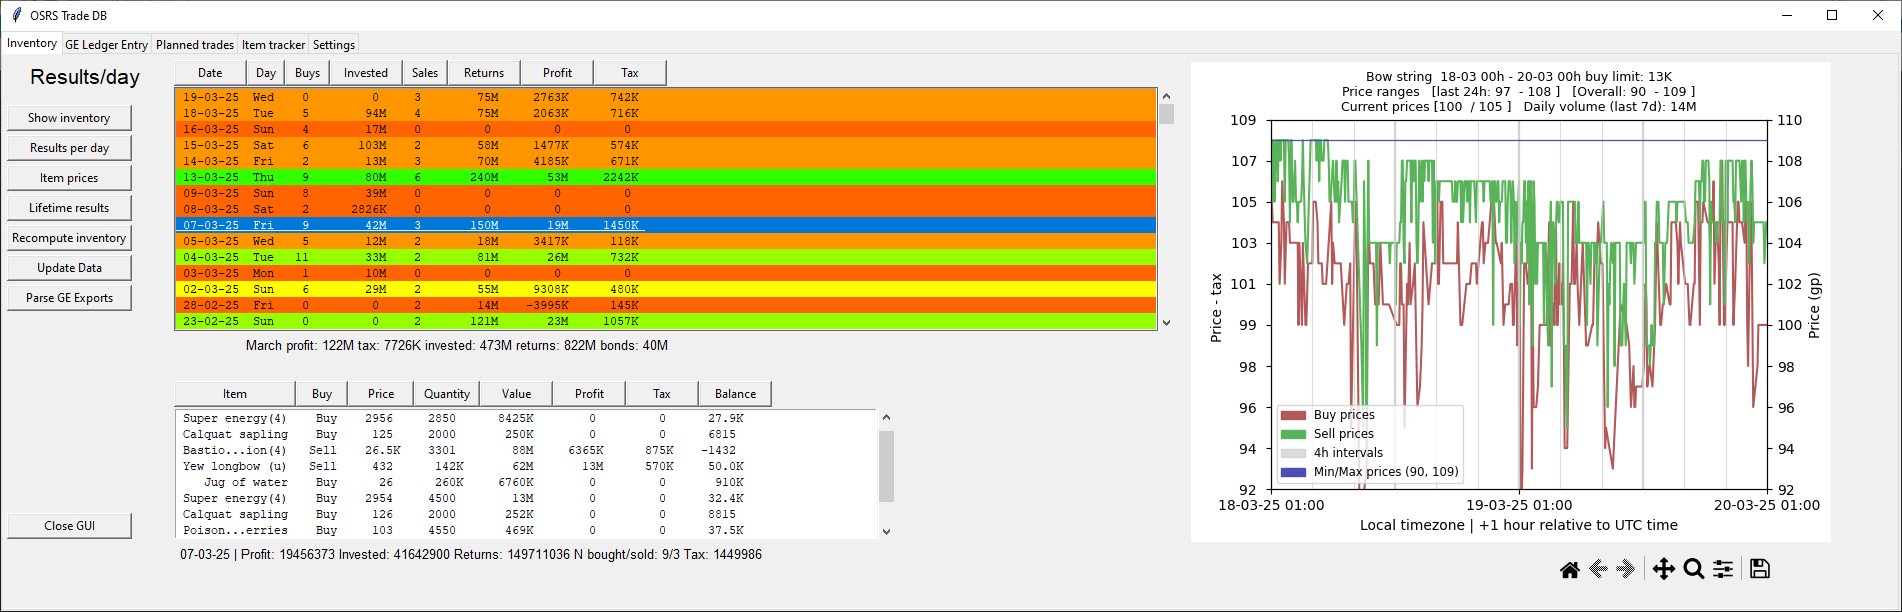 OSRS Trade DB
Inventory GE Ledger Entry Planned trades Item tracker Settings
Results/day
Show inventory
Results per day
Item prices
Lifetime results
Recompute inventory
Update Data
Parse GE Exports
Close GUI
Date Day Buys Invested Sales Returns Profit Tax
19-03-25 Wed 0 0 3 75M 2763K 742K
18-03-25 Tue 5 94M 4 75M 2063K 716K
16-03-25 Sun 4 17M 0 0 0 0
15-03-25 Sat 6 103M 2 58M 1477K 574K
14-03-25 Fri 2 13M 3 70M 4185K 671K
13-03-25 Thu 9 80M 6 240M 53M 2242K
09-03-25 Sun 8 39M 0 0 0 0
08-03-25 Sat 2 2826K 0 0 0 0
07-03-25 Fri 9 42M 3 150M 19M 1450K
05-03-25 Wed 5 12M 2 18M 3417K 118K
04-03-25 Tue 11 33M 2 81M 26M 732K
03-03-25 Mon 1 10M 0 0 0 0
02-03-25 Sun 6 29M 2 55M 9308K 480K
28-02-25 Fri 0 0 2 14M -3995K 145K
23-02-25 Sun 0 0 2 121M 23M 1057K
March profit: 122M tax: 7726K invested: 473M returns: 822M bonds: 40M
Item Buy Price Quantity Value Profit Tax Balance
Super energy(4) Buy 2956 2850 8425K 0 0 27.9K
Calquat sapling Buy 125 2000 250K 0 0 6815
Bastio...ion(4) Sell 26.5K 3301 88M 6365K 875K -1432
Yew longbow (u) Sell 432 142K 62M 13M 570K 50.0K
Jug of water Buy 26 260K 6760K 0 0 910K
Super energy(4) Buy 2954 4500 13M 0 0 32.4K
Calquat sapling Buy 126 2000 252K 0 0 8815
Poison...erries Buy 103 4550 469K 0 0 37.5K
07-03-25 | Profit: 19456373 Invested: 41642900 Returns: 149711036 N bought/sold: 9/3 Tax: 1449986
Bow string 18-03 00h - 20-03 00h buy limit: 13K
Price ranges [last 24h: 97 - 108 ] [Overall: 90 - 109 ]
Current prices [100 / 105 ] Daily volume (last 7d): 14M
109 110
107 108
105 106
103 104
101 102
99 100
98 98
96 96
94 94
92 92
Price - tax
Price (gp)
Buy prices
Sell prices
4h intervals
Min/Max prices (90, 109)
18-03-25 01:00 19-03-25 01:00 20-03-25 01:00
Local timezone | +1 hour relative to UTC time